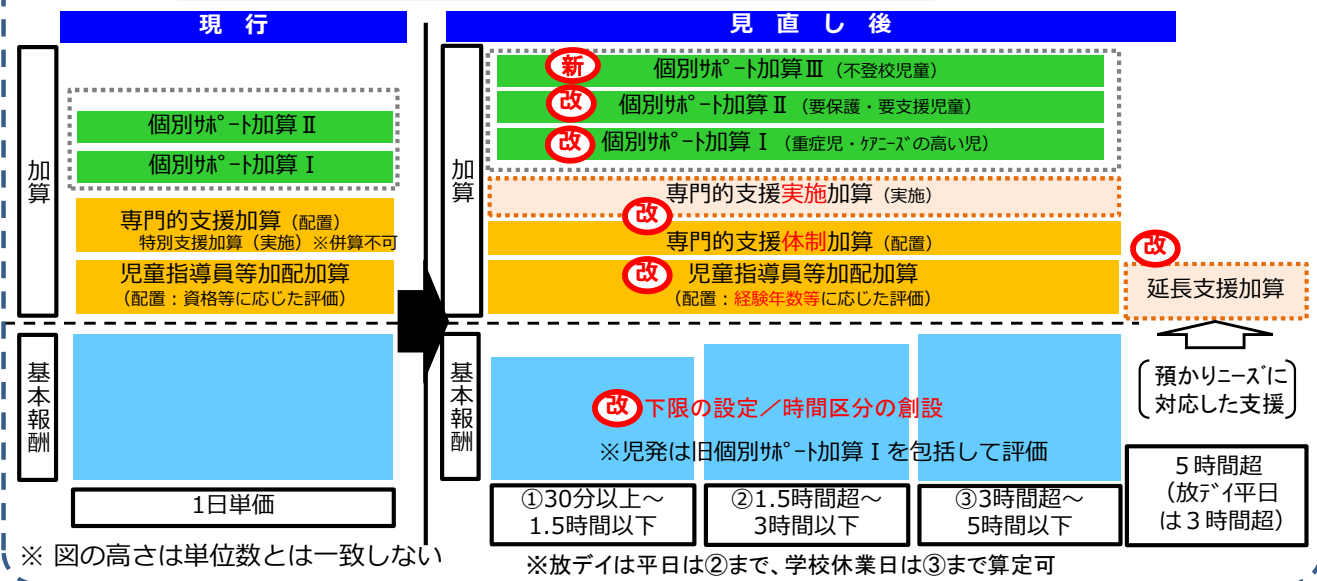 現 行
加算
個別ｻﾎﾟｰﾄ加算Ⅱ
個別ｻﾎﾟｰﾄ加算Ⅰ
専門的支援加算（配置）
特別支援加算（実施）※併算不可
児童指導員等加配加算
（配置：資格等に応じた評価）
基本報酬
1日単価
※ 図の高さは単位数とは一致しない
見 直 し 後
加算
新 個別ｻﾎﾟｰﾄ加算Ⅲ（不登校児童）
改 個別ｻﾎﾟｰﾄ加算Ⅱ（要保護・要支援児童）
改 個別ｻﾎﾟｰﾄ加算Ⅰ（重症児・ｹｱﾆｰｽﾞの高い児）
専門的支援実施加算（実施）
改
専門的支援体制加算（配置）
改 児童指導員等加配加算
（配置：経験年数等に応じた評価）
改
延長支援加算
預かりﾆｰｽﾞに
対応した支援
基本報酬
改 下限の設定／時間区分の創設
※児発は旧個別ｻﾎﾟｰﾄ加算Ⅰを包括して評価
①30分以上～
1.5時間以下
②1.5時間超～
3時間以下
③3時間超～
5時間以下
５時間超
（放ﾃﾞｲ平日
は３時間超）
※放デイは平日は②まで、学校休業日は③まで算定可